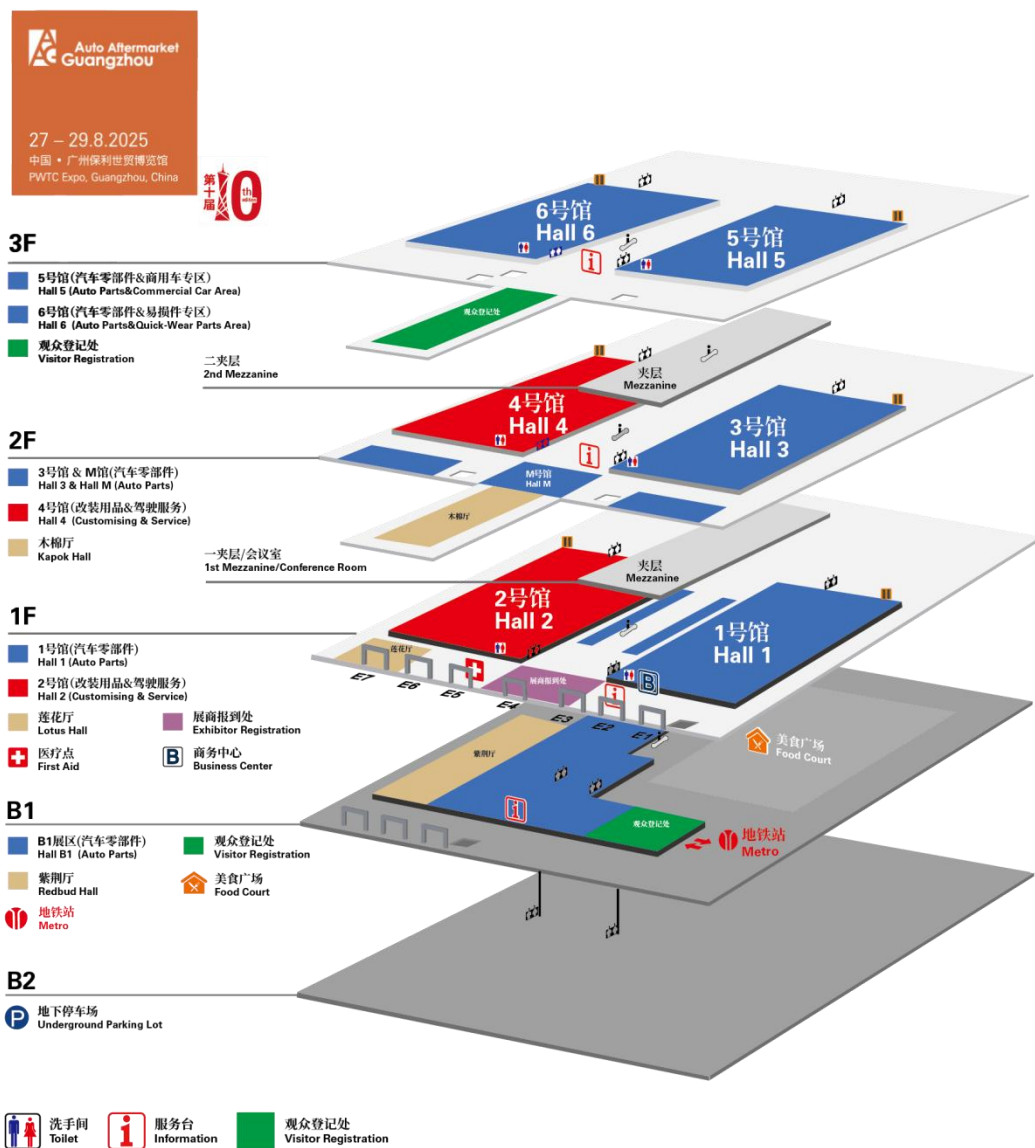 AAC
Auto Aftermarket
Guangzhou
27 – 29.8.2025
中国 • 广州保利世贸博览馆
PWTC Expo, Guangzhou, China
第十届
10th
edition
6号馆
Hall 6
5号馆
Hall 5
观众登记处
3F
5号馆(汽车零部件&商用车专区)
Hall 5 (Auto Parts&Commercial Car Area)
6号馆(汽车零部件&易损件专区)
Hall 6 (Auto Parts&Quick-Wear Parts Area)
观众登记处
Visitor Registration
二夹层
2nd Mezzanine
夹层
Mezzanine
4号馆
Hall 4
3号馆
Hall 3
M号馆
Hall M
木棉厅
2F
3号馆 & M馆(汽车零部件)
Hall 3 & Hall M (Auto Parts)
4号馆(改装用品&驾驶服务)
Hall 4 (Customising & Service)
木棉厅
Kapok Hall
一夹层/会议室
1st Mezzanine/Conference Room
夹层
Mezzanine
2号馆
Hall 2
1号馆
Hall 1
莲花厅
展商报到处
B
E7
E6
E5
E4
E3
E2
E1
1F
1号馆(汽车零部件)
Hall 1 (Auto Parts)
2号馆(改装用品&驾驶服务)
Hall 2 (Customising & Service)
莲花厅
Lotus Hall
展商报到处
Exhibitor Registration
医疗点
First Aid
B
商务中心
Business Center
紫荆厅
美食广场
Food Court
观众登记处
地铁站
Metro
B1
B1展区(汽车零部件)
Hall B1 (Auto Parts)
观众登记处
Visitor Registration
紫荆厅
Redbud Hall
美食广场
Food Court
地铁站
Metro
B2
P
地下停车场
Underground Parking Lot
洗手间
Toilet
服务台
Information
观众登记处
Visitor Registration